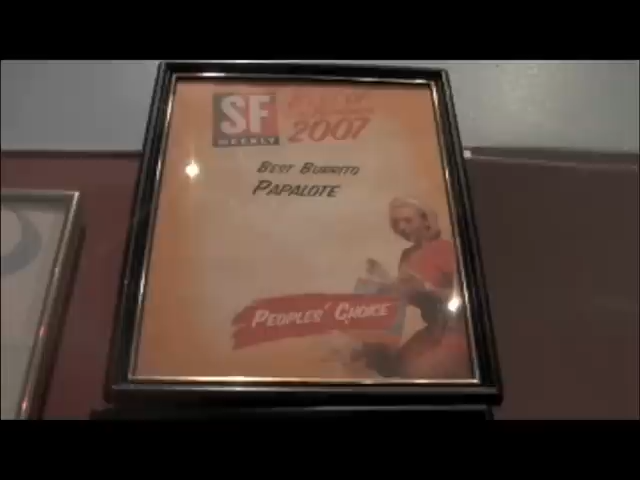 SF
WEEKLY
2007
BEST BURRITO
PAPALOTE
PEOPLES' CHOICE